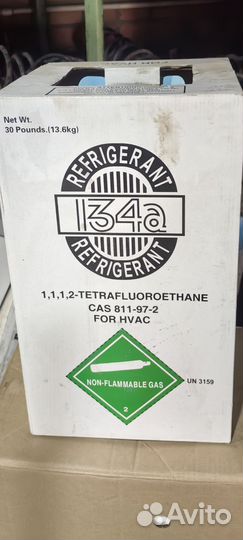 Net Wt.
30 Pounds.(13.6kg)
REFRIGERANT
134a
REFRIGERANT
1,1,1,2-TETRAFLUOROETHANE
CAS 811-97-2
FOR HVAC
NON-FLAMMABLE GAS
UN 3159
2
Avito